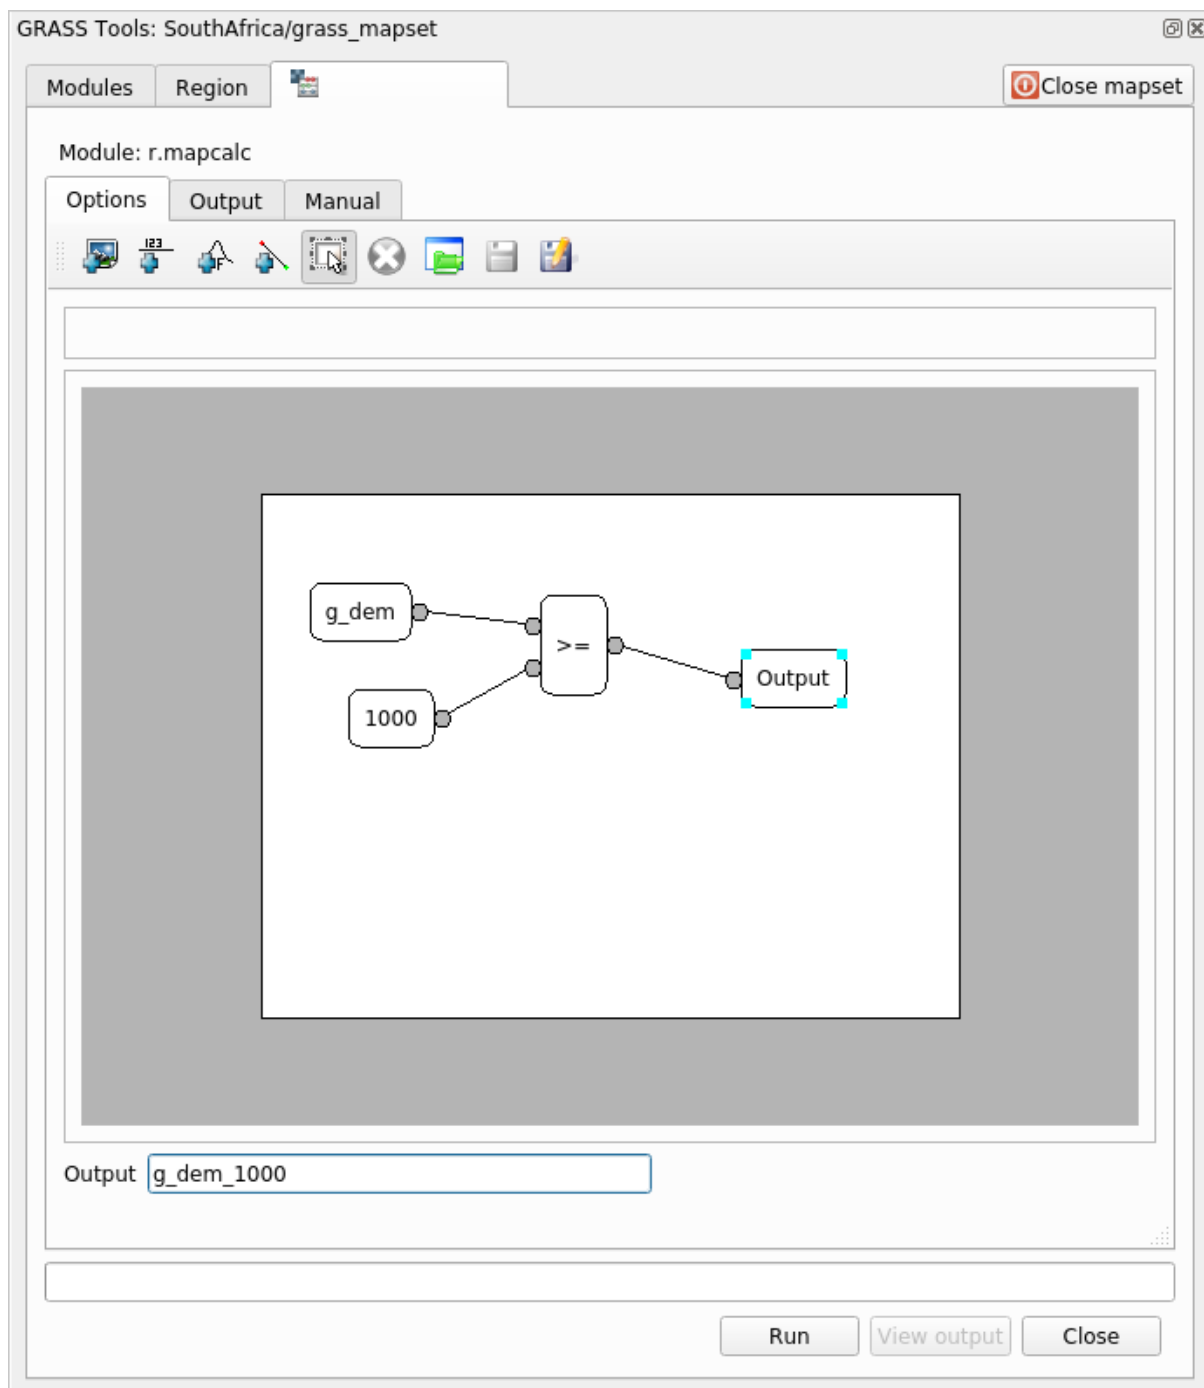 GRASS Tools: SouthAfrica/grass_mapset
Modules Region Close mapset
Module: r.mapcalc
Options Output Manual
123 F
g_dem
>=
Output
1000
Output g_dem_1000
Run View output Close